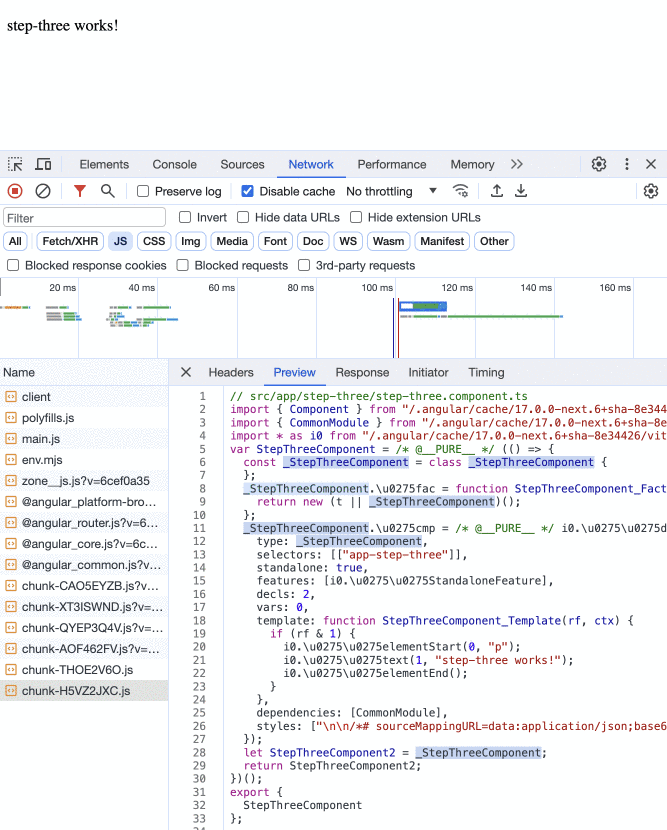 step-three works!
Elements Console Sources Network Performance Memory
Preserve log Disable cache No throttling
Filter Invert Hide data URLs Hide extension URLs
All Fetch/XHR JS CSS Img Media Font Doc WS Wasm Manifest Other
Blocked response cookies Blocked requests 3rd-party requests
20 ms 40 ms 60 ms 80 ms 100 ms 120 ms 140 ms 160 ms
Name
client
polyfills.js
main.js
env.mjs
zone__js.js?v=6cef0a35
@angular_platform-bro...
@angular_router.js?v=6...
@angular_core.js?v=6c...
@angular_common.js?v...
chunk-CAO5EYZB.js?v...
chunk-XT3ISWND.js?v=...
chunk-QYEP3Q4V.js?v=...
chunk-AOF462FV.js?v=...
chunk-THOE2V6O.js
chunk-H5VZ2JXC.js
Headers Preview Response Initiator Timing
1 // src/app/step-three/step-three.component.ts
2 import { Component } from "/.angular/cache/17.0.0-next.6+sha-8e344
3 import { CommonModule } from "/.angular/cache/17.0.0-next.6+sha-8e
4 import * as i0 from "/.angular/cache/17.0.0-next.6+sha-8e34426/vit
5 var StepThreeComponent = /* @__PURE__ */ (() => {
6 const _StepThreeComponent = class _StepThreeComponent {
7 };
8 _StepThreeComponent.\u0275fac = function StepThreeComponent_Fact
9 return new (t || _StepThreeComponent)();
10 };
11 _StepThreeComponent.\u0275cmp = /* @__PURE__ */ i0.\u0275\u0275d
12 type: _StepThreeComponent,
13 selectors: [["app-step-three"]],
14 standalone: true,
15 features: [i0.\u0275\u0275StandaloneFeature],
16 decls: 2,
17 vars: 0,
18 template: function StepThreeComponent_Template(rf, ctx) {
19 if (rf & 1) {
20 i0.\u0275\u0275elementStart(0, "p");
21 i0.\u0275\u0275text(1, "step-three works!");
22 i0.\u0275\u0275elementEnd();
23 }
24 },
25 dependencies: [CommonModule],
26 styles: ["\n\n/*# sourceMappingURL=data:application/json;base6
27 });
28 let StepThreeComponent2 = _StepThreeComponent;
29 return StepThreeComponent2;
30 })();
31 export {
32 StepThreeComponent
33 };